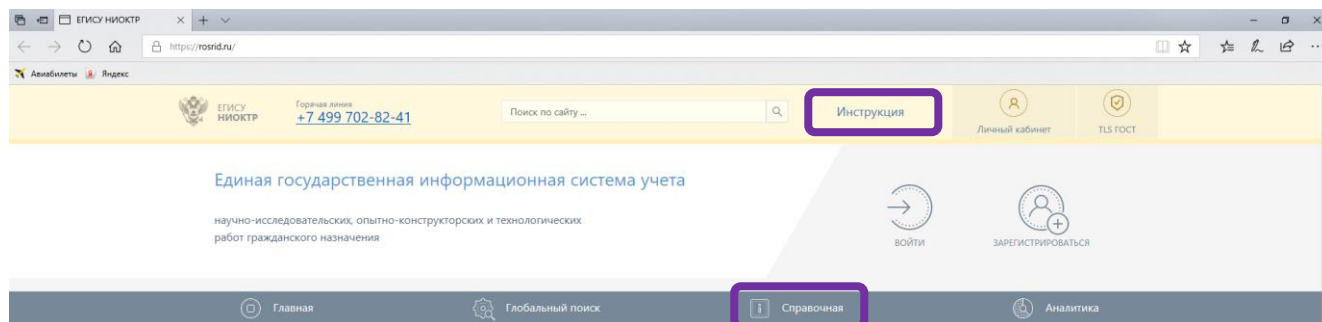 ЕГИСУ НИОКТР
https://rosrid.ru/
Авиабилеты Яндекс
ЕГИСУ
НИОКТР
Горячая линия
+7 499 702-82-41
Поиск по сайту ...
Инструкция
Личный кабинет
TLS ГОСТ
Единая государственная информационная система учета
научно-исследовательских, опытно-конструкторских и технологических
работ гражданского назначения
ВОЙТИ
ЗАРЕГИСТРИРОВАТЬСЯ
Главная Глобальный поиск Справочная Аналитика